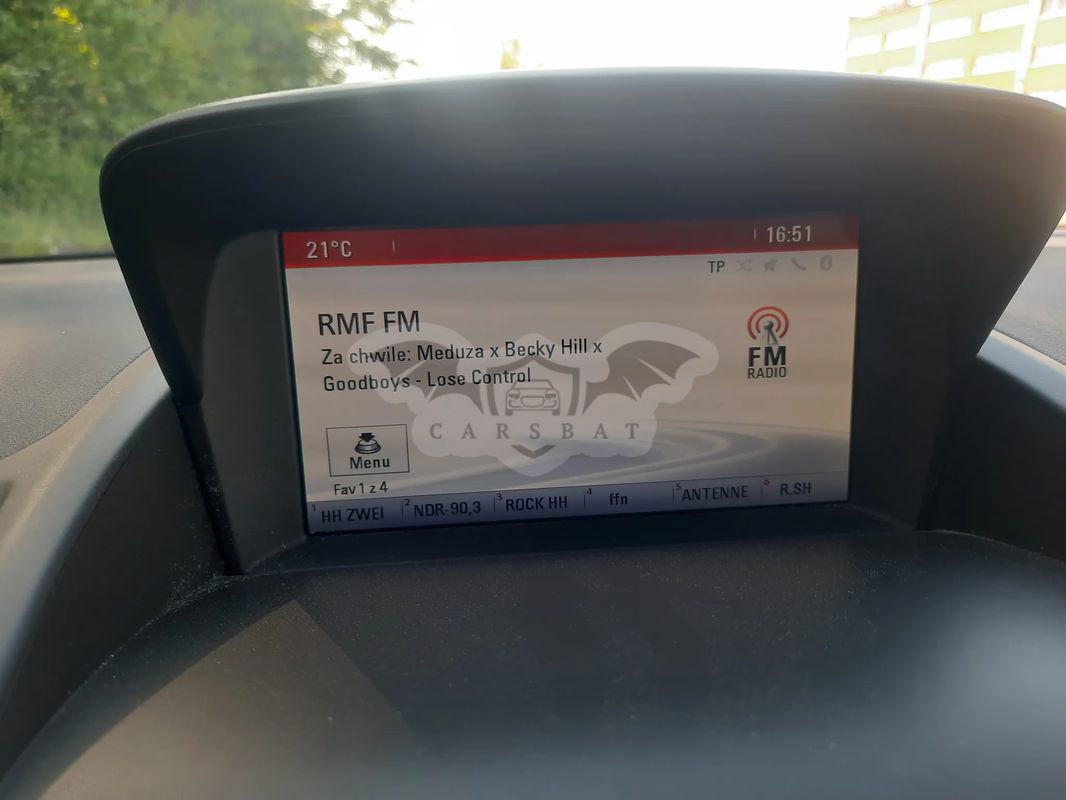 21°C
16:51
TP
RMF FM
Za chwile: Meduza x Becky Hill x
Goodboys - Lose Control
FM
RADIO
CARSBAT
Menu
Fav 1 z 4
1 HH ZWEI 2 NDR-90,3 3 ROCK HH 4 ffn 5 ANTENNE 6 R.SH